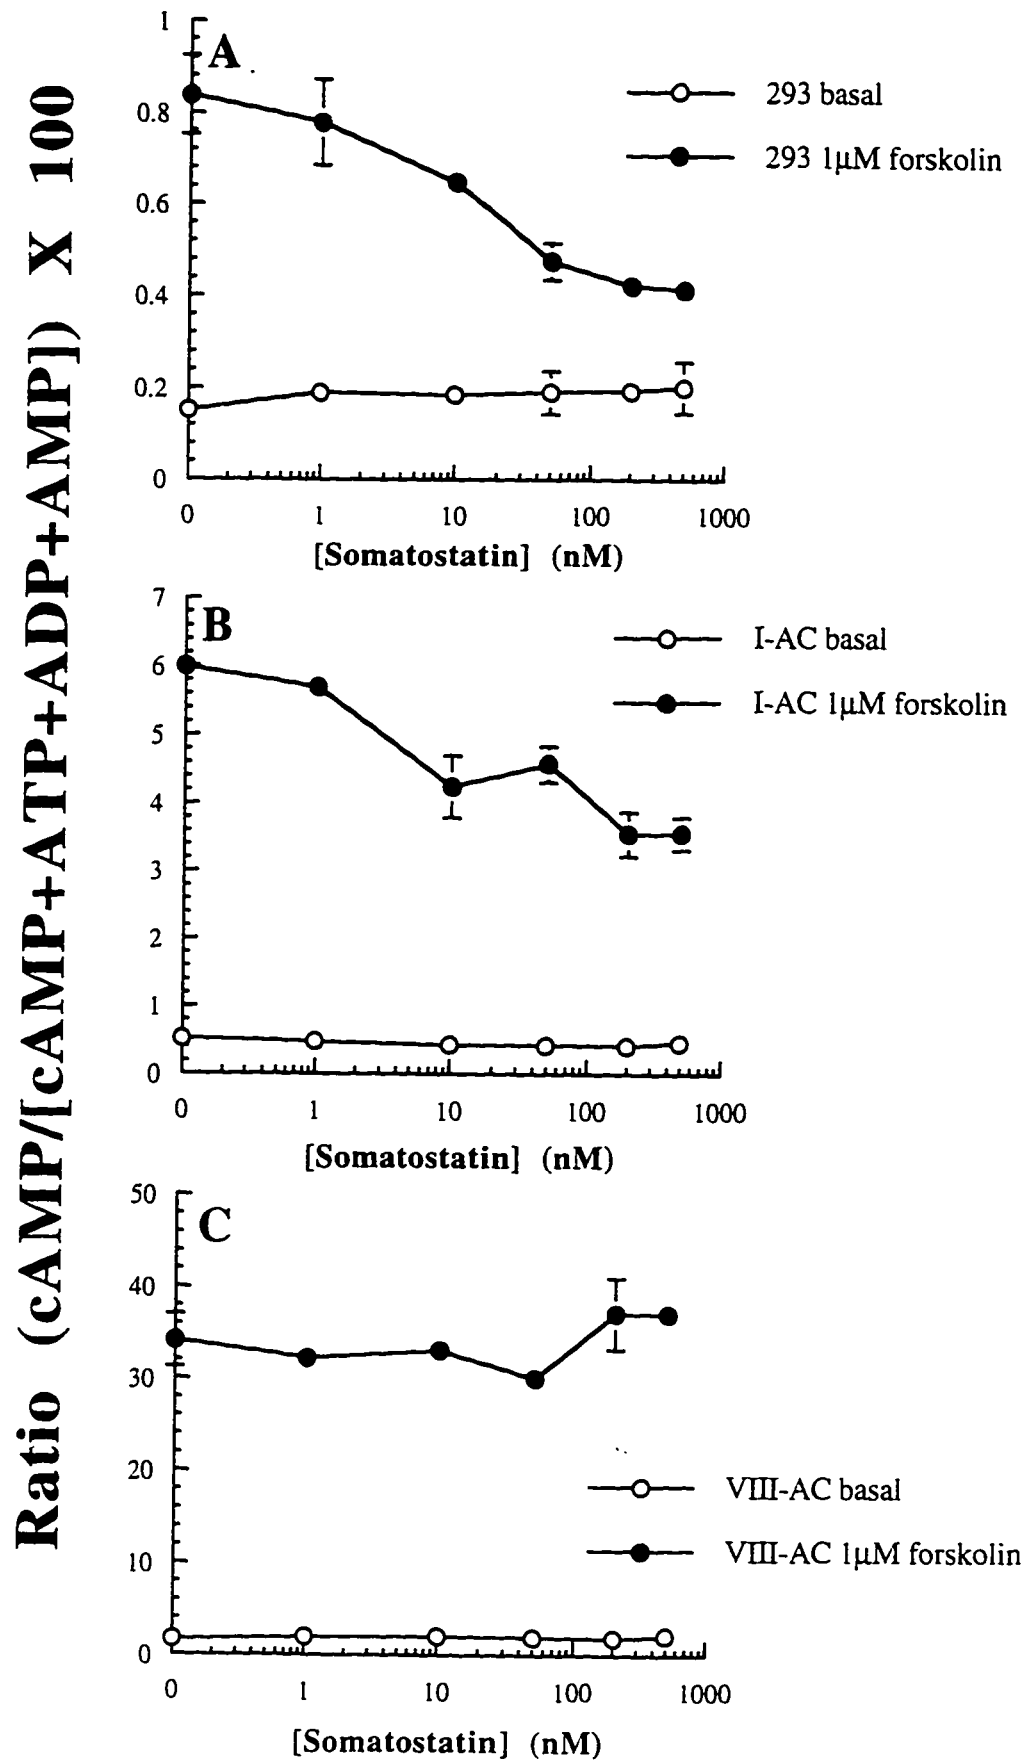 Ratio (cAMP/[cAMP+ATP+ADP+AMP]) X 100
A
1
0.8
0.6
0.4
0.2
0
293 basal
293 1µM forskolin
0 1 10 100 1000
[Somatostatin] (nM)
B
7
6
5
4
3
2
1
0
I-AC basal
I-AC 1µM forskolin
0 1 10 100 1000
[Somatostatin] (nM)
C
50
40
30
20
10
0
VIII-AC basal
VIII-AC 1µM forskolin
0 1 10 100 1000
[Somatostatin] (nM)